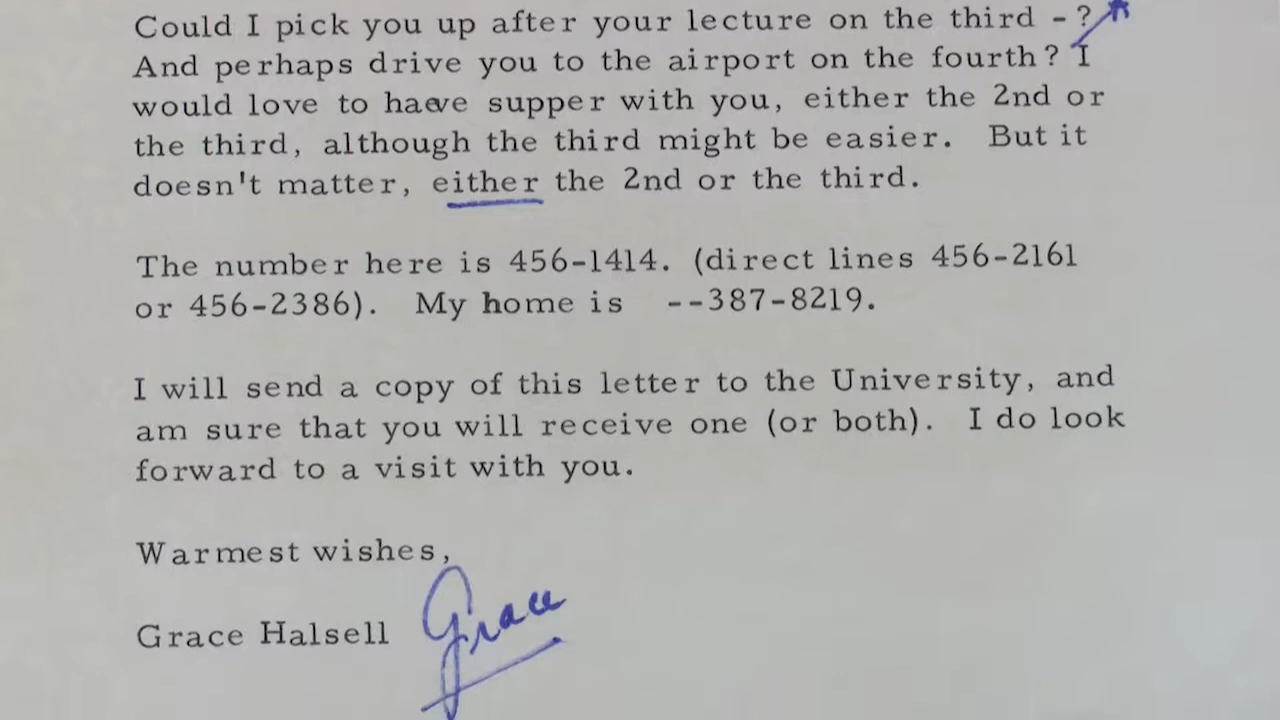 Could I pick you up after your lecture on the third - ?
And perhaps drive you to the airport on the fourth? I
would love to haeve supper with you, either the 2nd or
the third, although the third might be easier. But it
doesn't matter, either the 2nd or the third.
The number here is 456-1414. (direct lines 456-2161
or 456-2386). My home is --387-8219.
I will send a copy of this letter to the University, and
am sure that you will receive one (or both). I do look
forward to a visit with you.
Warmest wishes,
Grace Halsell Grace